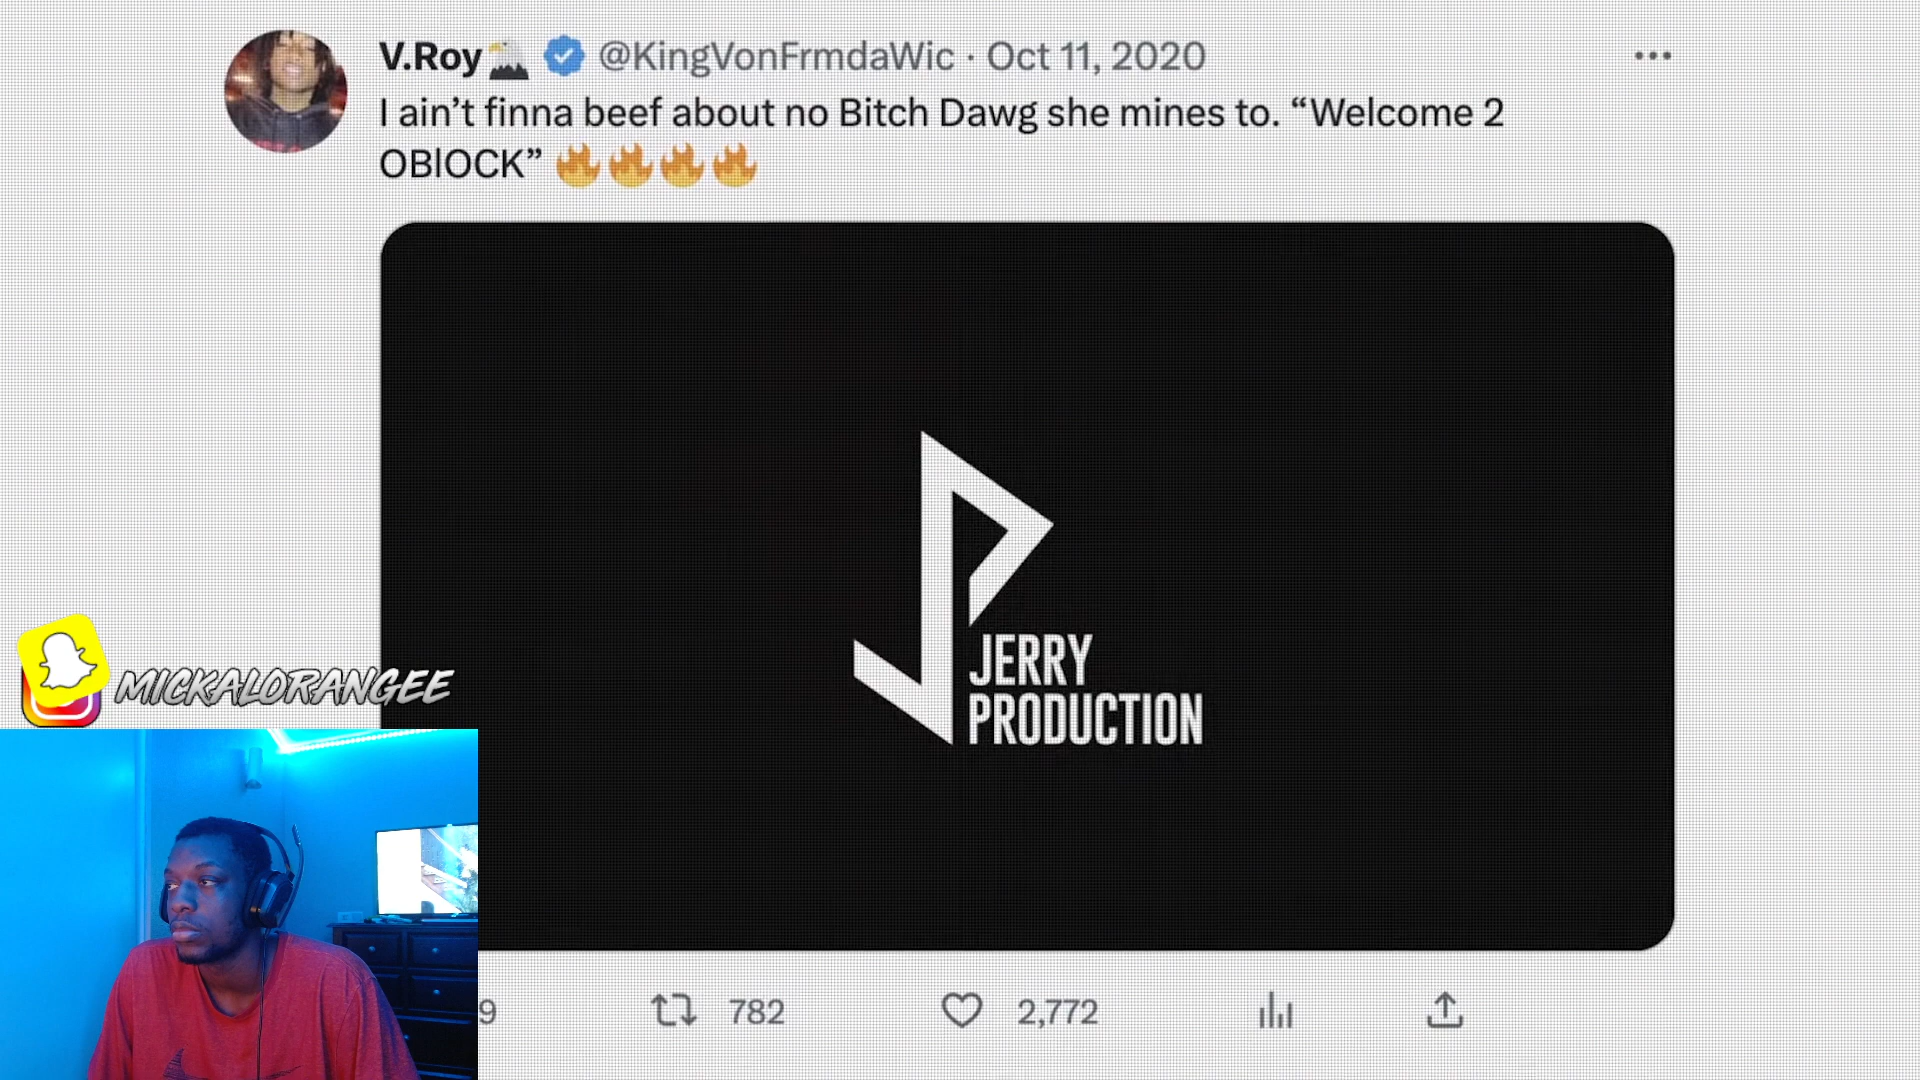 V.Roy @KingVonFrmdaWic · Oct 11, 2020
I ain’t finna beef about no Bitch Dawg she mines to. “Welcome 2
OBlOCK” 🔥🔥🔥🔥
JERRY
PRODUCTION
MICKALORANGEE
9 782 2,772